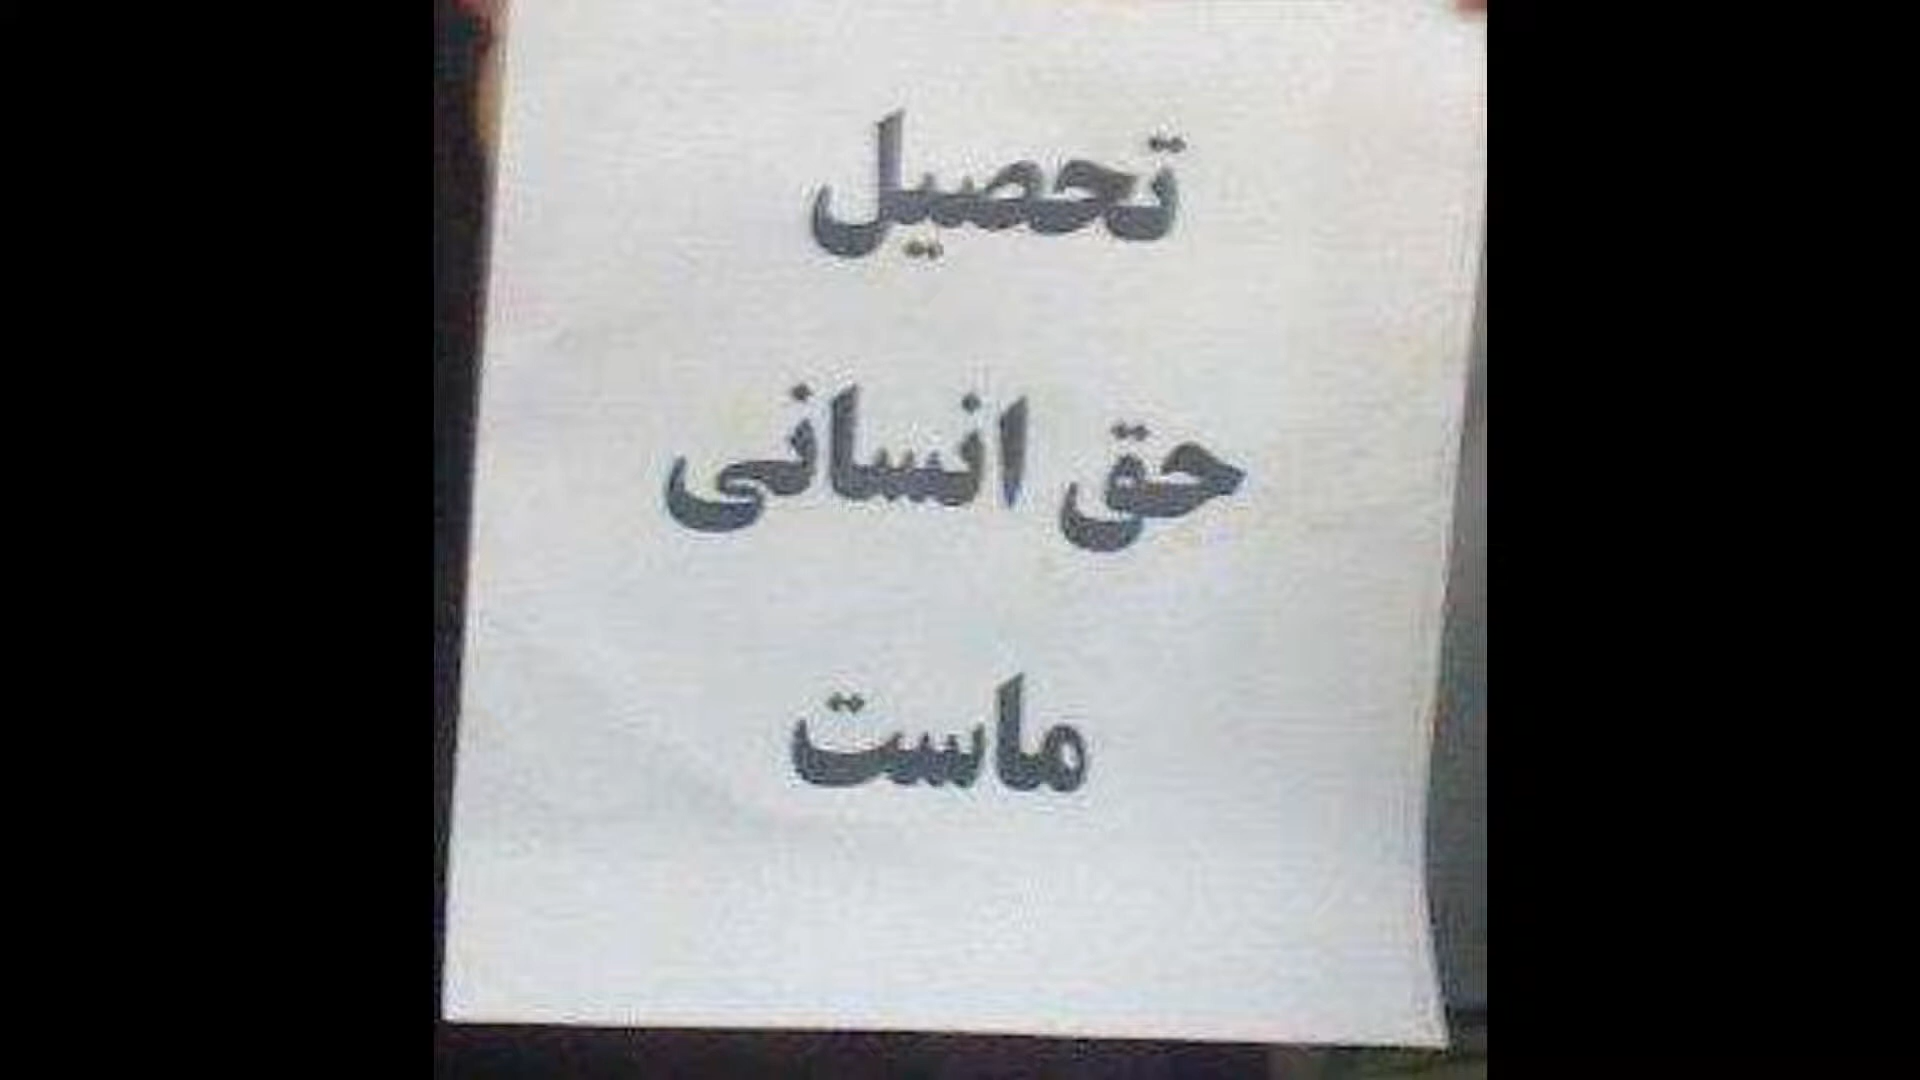 تحصیل
حق انسانی
ماست